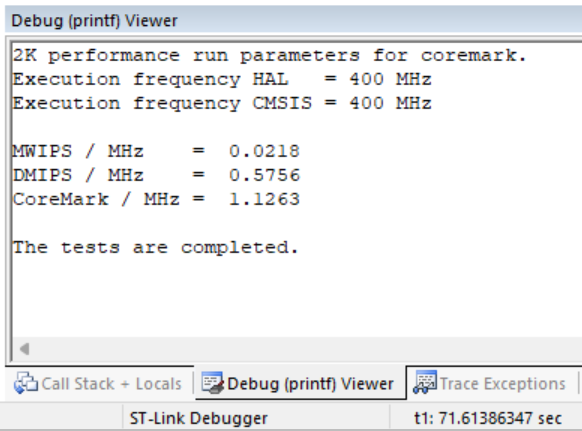 Debug (printf) Viewer
2K performance run parameters for coremark.
Execution frequency HAL   = 400 MHz
Execution frequency CMSIS = 400 MHz
MWIPS / MHz    =  0.0218
DMIPS / MHz    =  0.5756
CoreMark / MHz =  1.1263
The tests are completed.
Call Stack + Locals Debug (printf) Viewer Trace Exceptions
ST-Link Debugger t1: 71.61386347 sec